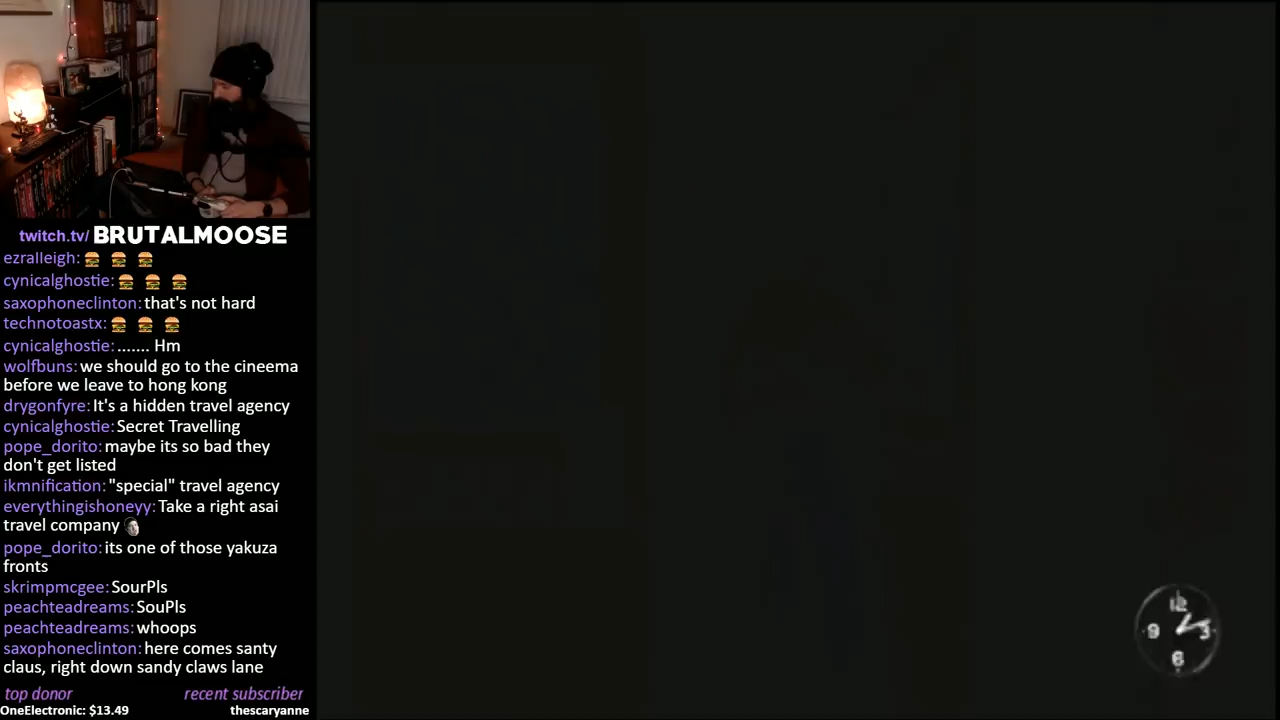 twitch.tv/ BRUTALMOOSE
ezralleigh:
cynicalghostie:
saxophoneclinton: that's not hard
technotoastx:
cynicalghostie: ....... Hm
wolfbuns: we should go to the cineema
before we leave to hong kong
drygonfyre: It's a hidden travel agency
cynicalghostie: Secret Travelling
pope_dorito: maybe its so bad they
don't get listed
ikmnification: "special" travel agency
everythingishoneyy: Take a right asai
travel company
pope_dorito: its one of those yakuza
fronts
skrimpmcgee: SourPls
peachteadreams: SouPls
peachteadreams: whoops
saxophoneclinton: here comes santy
claus, right down sandy claws lane
top donor recent subscriber
OneElectronic: $13.49 thescaryanne
12
9 3
6